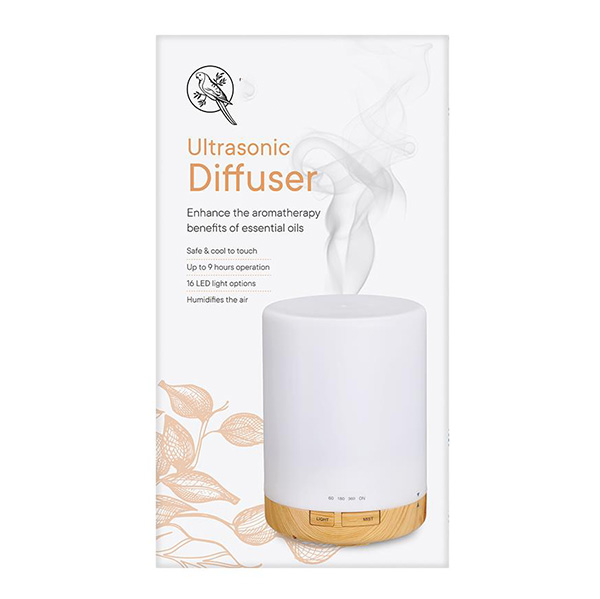 Ultrasonic
Diffuser
Enhance the aromatherapy
benefits of essential oils
Safe & cool to touch
Up to 9 hours operation
16 LED light options
Humidifies the air
ON
LIGHT
MIST